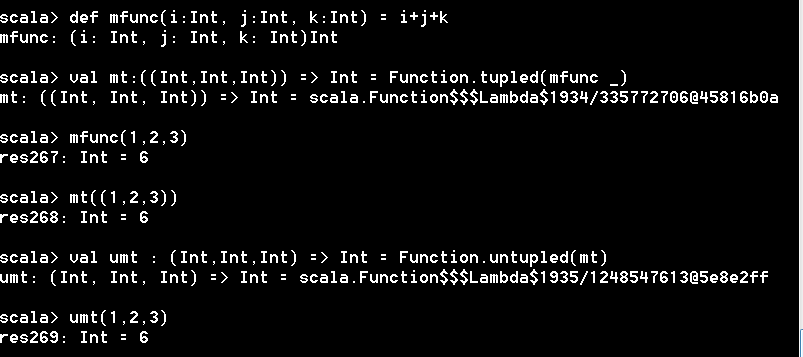 scala> def mfunc(i:Int, j:Int, k:Int) = i+j+k
mfunc: (i: Int, j: Int, k: Int)Int
scala> val mt:((Int,Int,Int)) => Int = Function.tupled(mfunc _)
mt: ((Int, Int, Int)) => Int = scala.Function$$$Lambda$1934/335772706@45816b0a
scala> mfunc(1,2,3)
res267: Int = 6
scala> mt((1,2,3))
res268: Int = 6
scala> val umt : (Int,Int,Int) => Int = Function.untupled(mt)
umt: (Int, Int, Int) => Int = scala.Function$$$Lambda$1935/1248547613@5e8e2ff
scala> umt(1,2,3)
res269: Int = 6